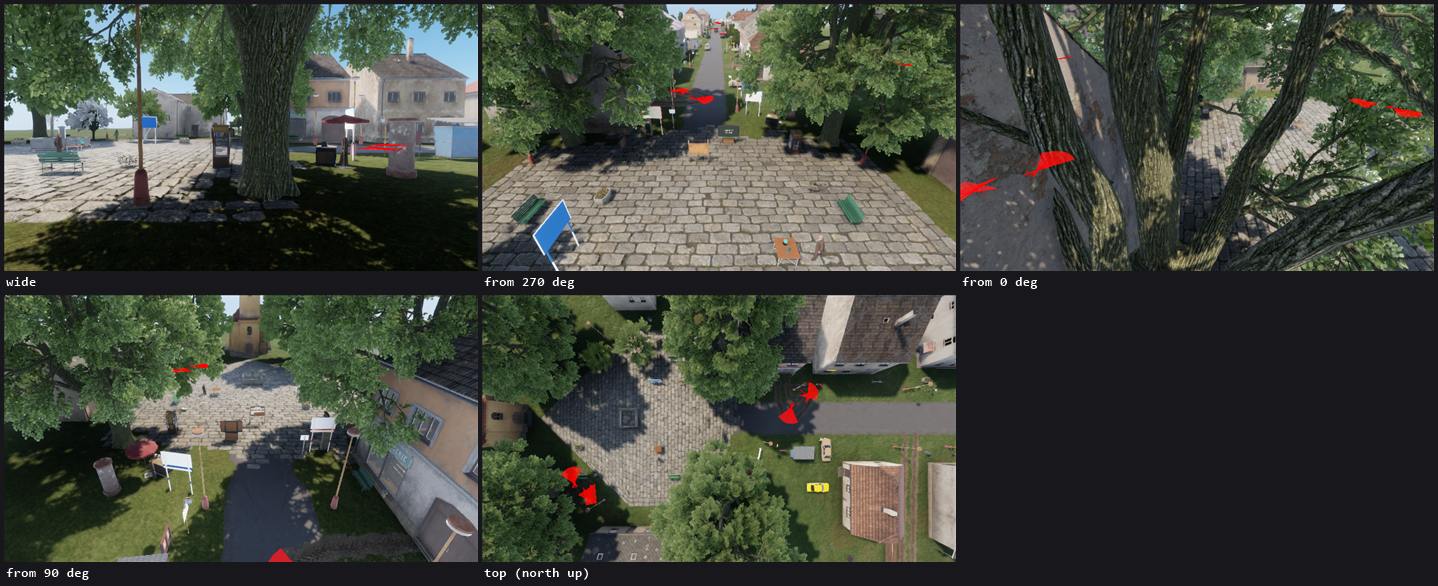 wide
from 270 deg
from 0 deg
from 90 deg
top (north up)